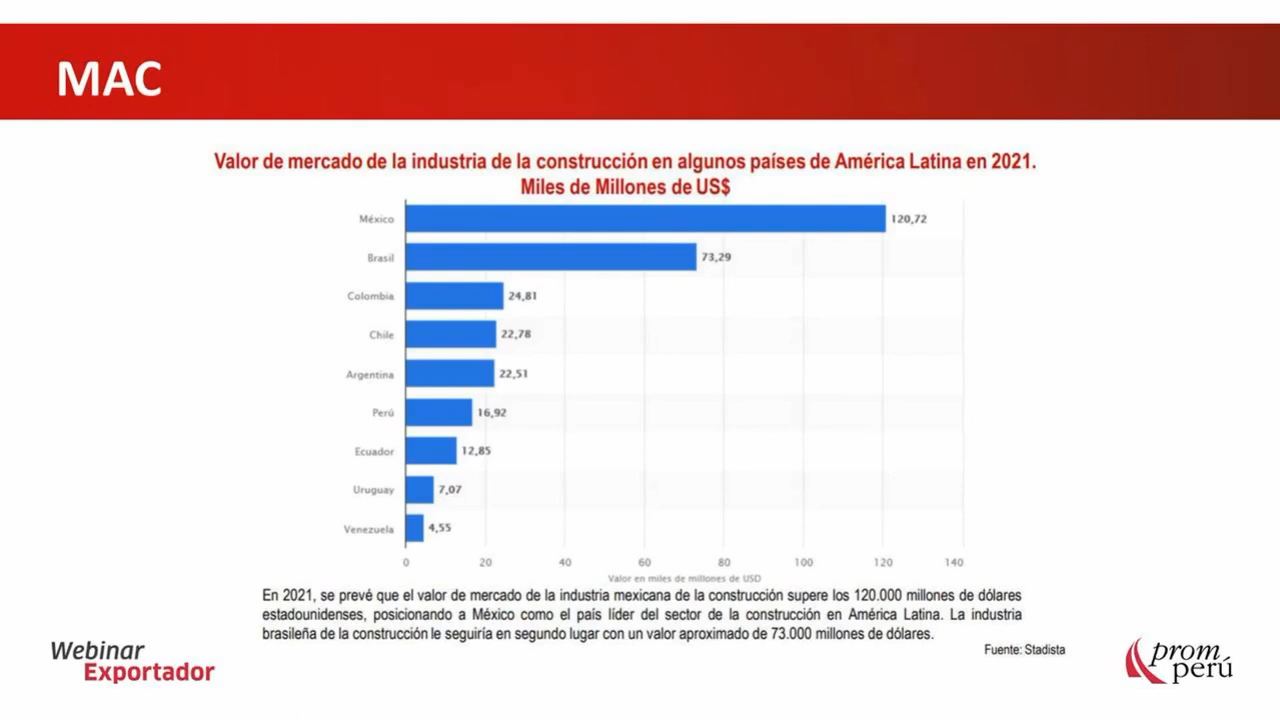 MAC
Valor de mercado de la industria de la construcción en algunos países de América Latina en 2021.
Miles de Millones de US$
México 120,72
Brasil 73,29
Colombia 24,81
Chile 22,78
Argentina 22,51
Perú 16,92
Ecuador 12,85
Uruguay 7,07
Venezuela 4,55
0 20 40 60 80 100 120 140
Valor en miles de millones de USD
En 2021, se prevé que el valor de mercado de la industria mexicana de la construcción supere los 120.000 millones de dólares
estadounidenses, posicionando a México como el país líder del sector de la construcción en América Latina. La industria
brasileña de la construcción le seguiría en segundo lugar con un valor aproximado de 73.000 millones de dólares.
Fuente: Stadista
Webinar
Exportador
prom
perú